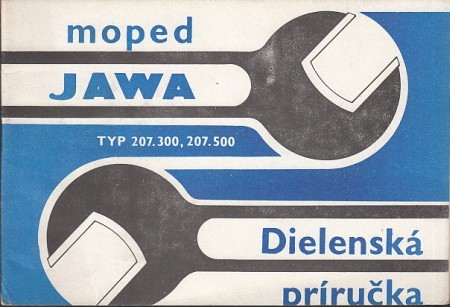 moped
JAWA
TYP 207.300, 207.500
Dielenská
príručka